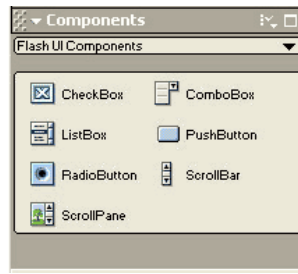 Components
Flash UI Components
CheckBox ComboBox
ListBox PushButton
RadioButton ScrollBar
ScrollPane